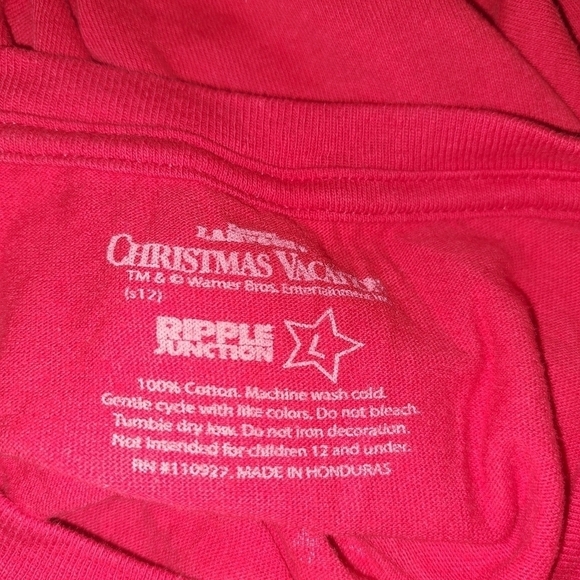 CHRISTMAS VACATION
TM & © Warner Bros. Entertainment
(s12)
RIPPLE
JUNCTION
L
100% Cotton. Machine wash cold.
Gentle cycle with like colors. Do not bleach.
Tumble dry low. Do not iron decoration.
Not intended for children 12 and under.
RN #110927. MADE IN HONDURAS